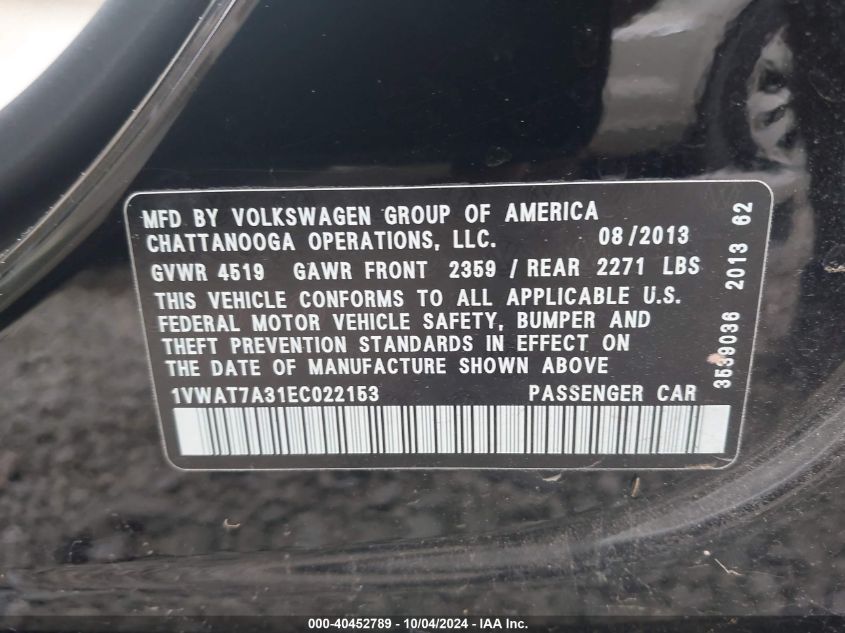 MFD BY VOLKSWAGEN GROUP OF AMERICA
CHATTANOOGA OPERATIONS, LLC. 08/2013
GVWR 4519 GAWR FRONT 2359 / REAR 2271 LBS
THIS VEHICLE CONFORMS TO ALL APPLICABLE U.S.
FEDERAL MOTOR VEHICLE SAFETY, BUMPER AND
THEFT PREVENTION STANDARDS IN EFFECT ON
THE DATE OF MANUFACTURE SHOWN ABOVE
1VWAT7A31EC022153 PASSENGER CAR
3539036 2013 62
000-40452789 - 10/04/2024 - IAA Inc.